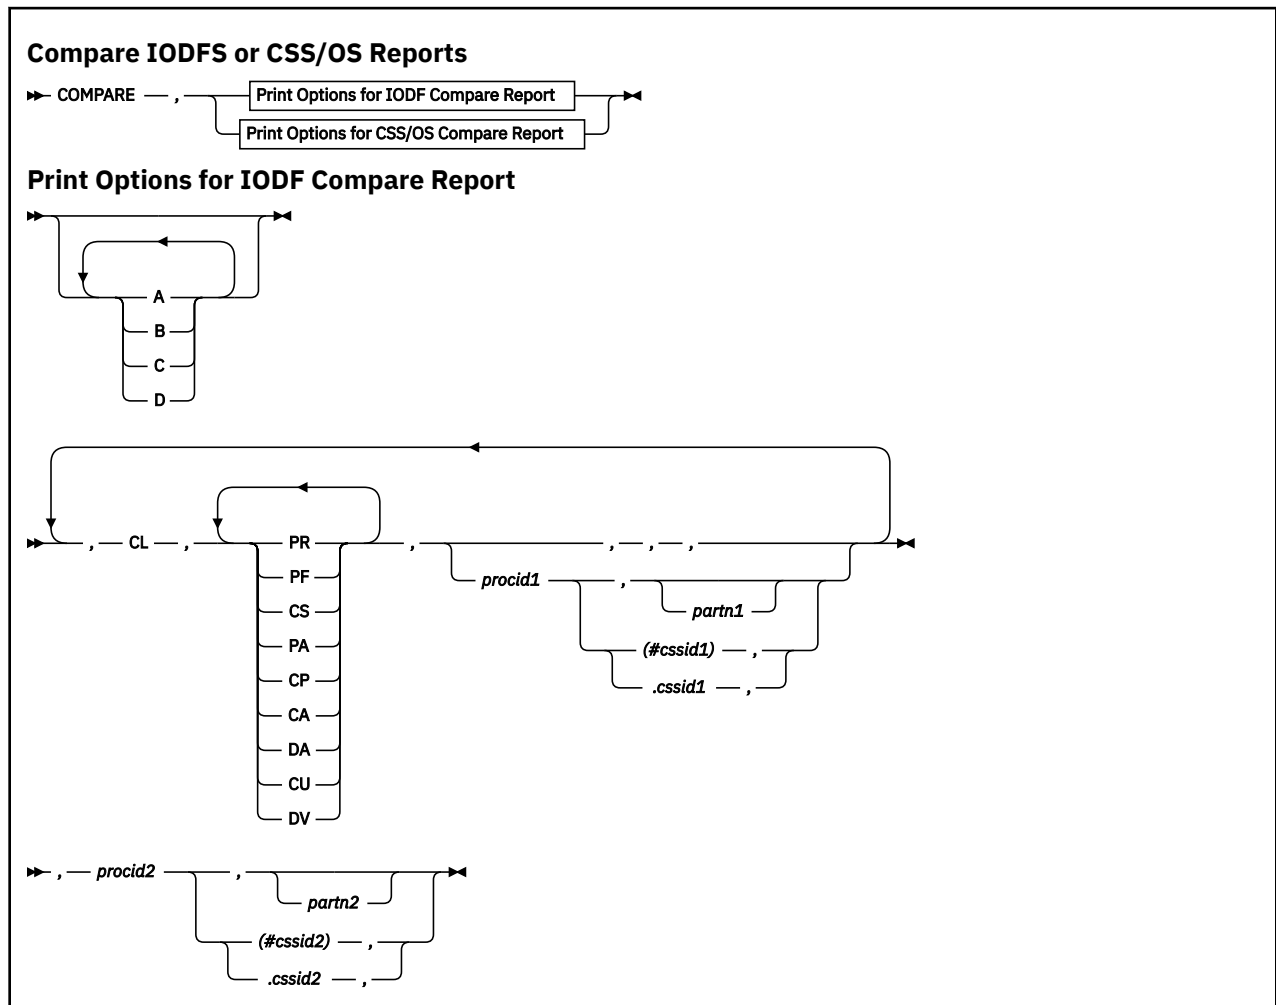 Compare IODFS or CSS/OS Reports
COMPARE , Print Options for IODF Compare Report
Print Options for CSS/OS Compare Report
Print Options for IODF Compare Report
A
B
C
D
, CL , PR , , , ,
PF procid1 ,
CS partn1
PA (#cssid1) ,
CP .cssid1 ,
CA
DA
CU
DV
, procid2 ,
partn2
(#cssid2) ,
.cssid2 ,